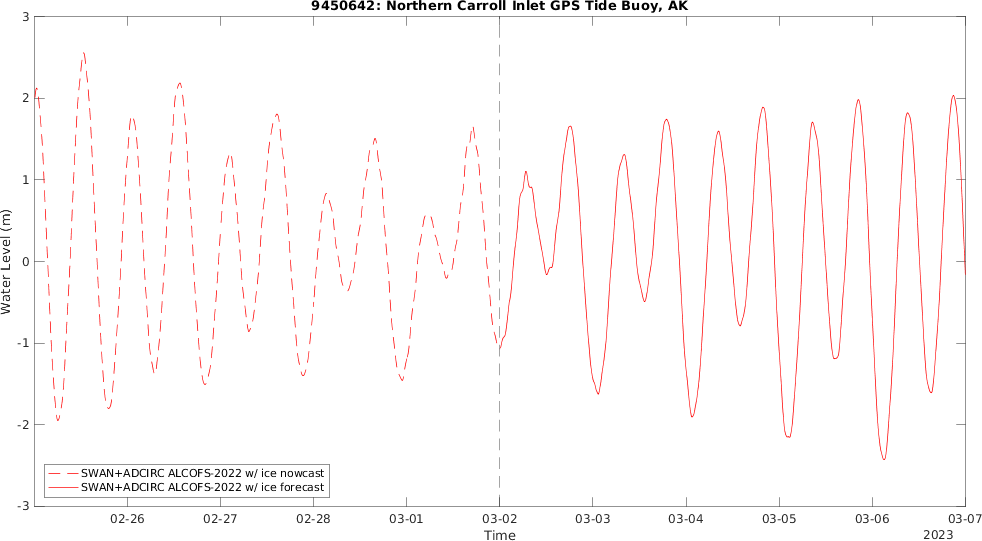 9450642: Northern Carroll Inlet GPS Tide Buoy, AK
3
2
1
0
-1
-2
-3
Water Level (m)
SWAN+ADCIRC ALCOFS-2022 w/ ice nowcast
SWAN+ADCIRC ALCOFS-2022 w/ ice forecast
02-26 02-27 02-28 03-01 03-02 03-03 03-04 03-05 03-06 03-07
Time
2023